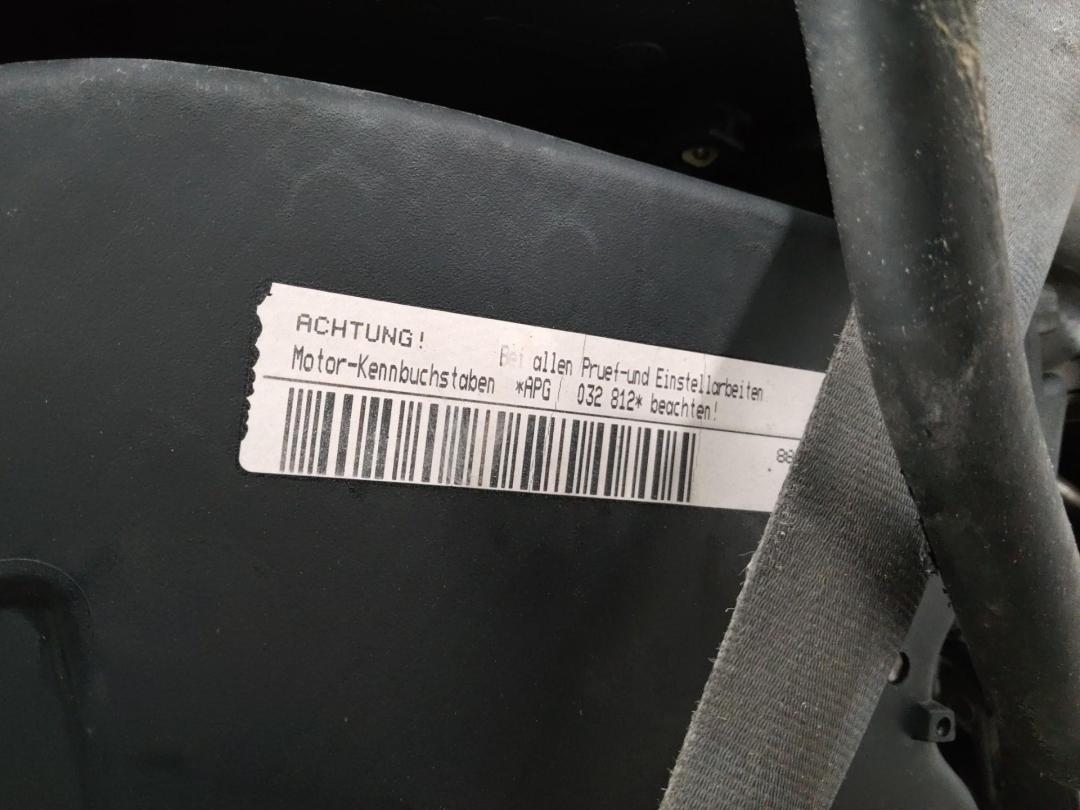 ACHTUNG! Bei allen Pruef-und Einstellarbeiten
Motor-Kennbuchstaben *APG/ 032 812* beachten!